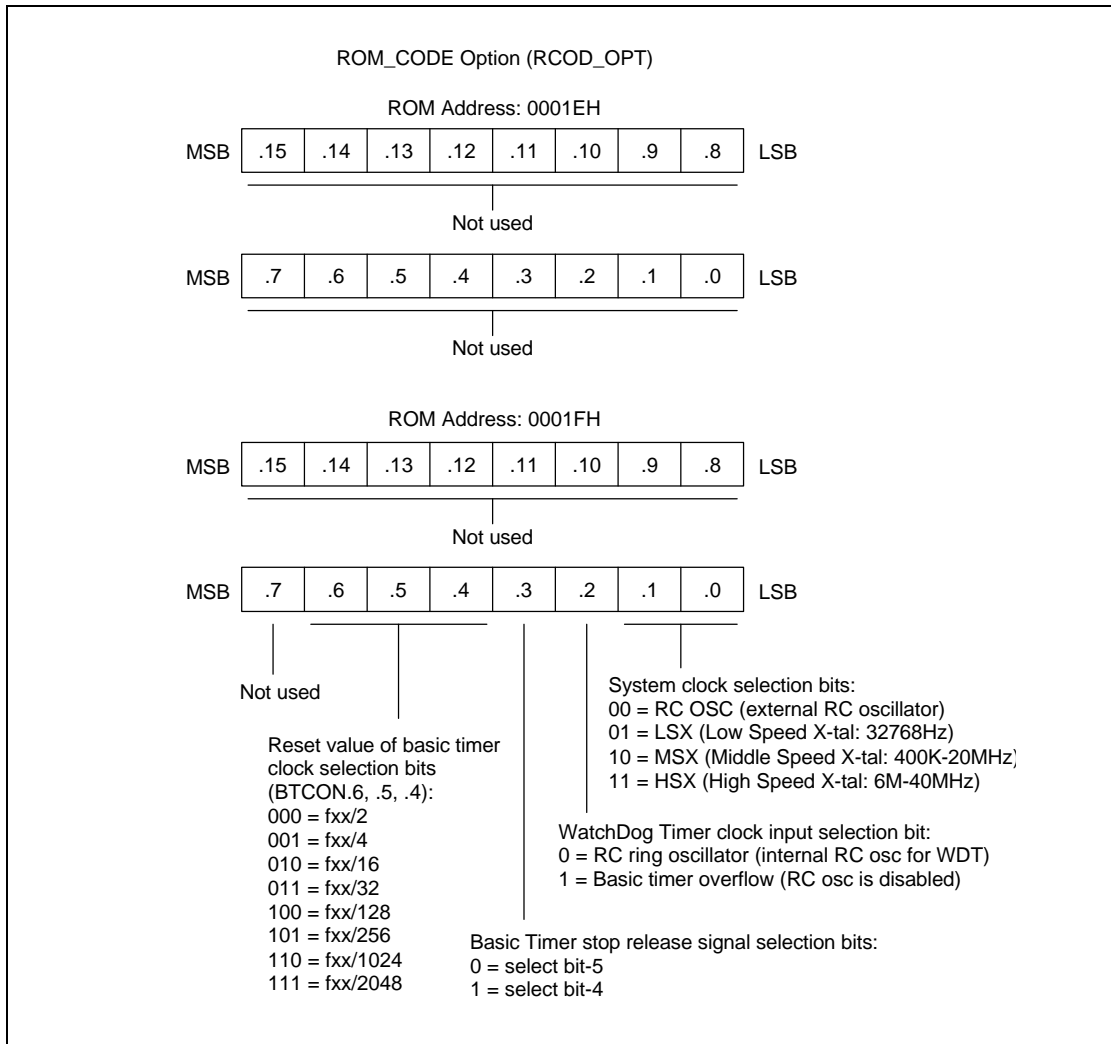 ROM_CODE Option (RCOD_OPT)
ROM Address: 0001EH
MSB .15 .14 .13 .12 .11 .10 .9 .8 LSB
Not used
MSB .7 .6 .5 .4 .3 .2 .1 .0 LSB
Not used
ROM Address: 0001FH
MSB .15 .14 .13 .12 .11 .10 .9 .8 LSB
Not used
MSB .7 .6 .5 .4 .3 .2 .1 .0 LSB
Not used
Reset value of basic timer
clock selection bits
(BTCON.6, .5, .4):
000 = fxx/2
001 = fxx/4
010 = fxx/16
011 = fxx/32
100 = fxx/128
101 = fxx/256
110 = fxx/1024
111 = fxx/2048
Basic Timer stop release signal selection bits:
0 = select bit-5
1 = select bit-4
WatchDog Timer clock input selection bit:
0 = RC ring oscillator (internal RC osc for WDT)
1 = Basic timer overflow (RC osc is disabled)
System clock selection bits:
00 = RC OSC (external RC oscillator)
01 = LSX (Low Speed X-tal: 32768Hz)
10 = MSX (Middle Speed X-tal: 400K-20MHz)
11 = HSX (High Speed X-tal: 6M-40MHz)